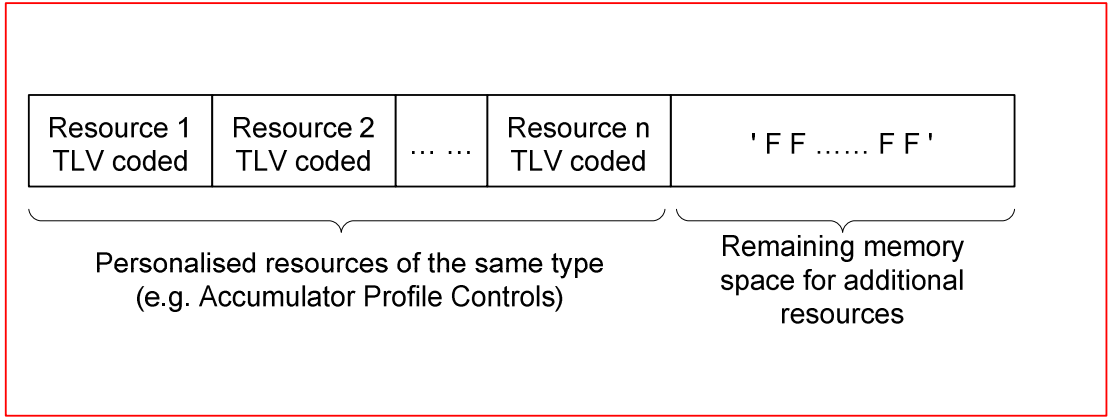 Resource 1
TLV coded
Resource 2
TLV coded
... ...
Resource n
TLV coded
' F F ...... F F '
Personalised resources of the same type
(e.g. Accumulator Profile Controls)
Remaining memory
space for additional
resources